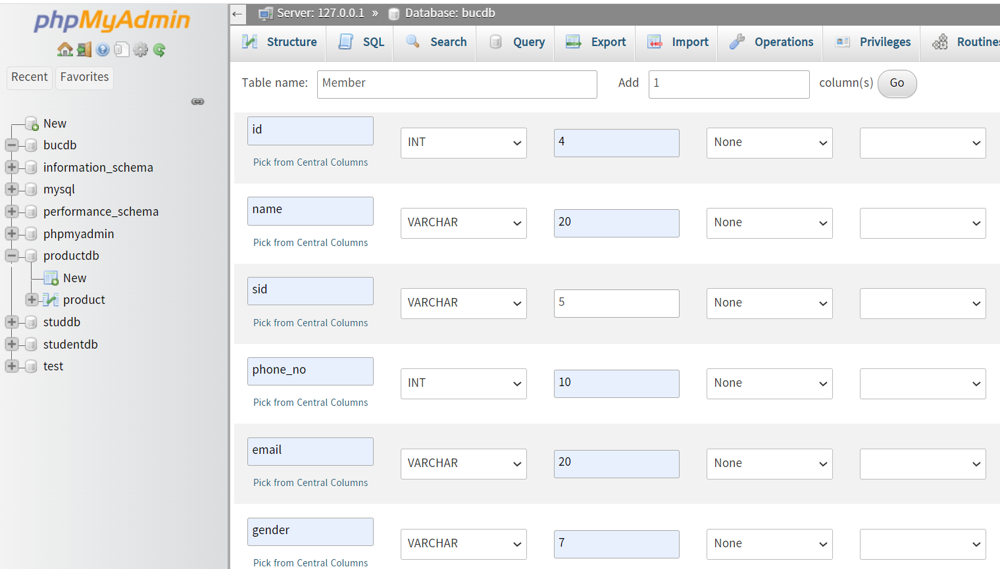 phpMyAdmin
Recent Favorites
New
bucdb
information_schema
mysql
performance_schema
phpmyadmin
productdb
New
product
studdb
studentdb
test
← Server: 127.0.0.1 » Database: bucdb
Structure SQL Search Query Export Import Operations Privileges Routines
Table name: Member Add 1 column(s) Go
id INT 4 None
Pick from Central Columns
name VARCHAR 20 None
Pick from Central Columns
sid VARCHAR 5 None
Pick from Central Columns
phone_no INT 10 None
Pick from Central Columns
email VARCHAR 20 None
Pick from Central Columns
gender VARCHAR 7 None
Pick from Central Columns